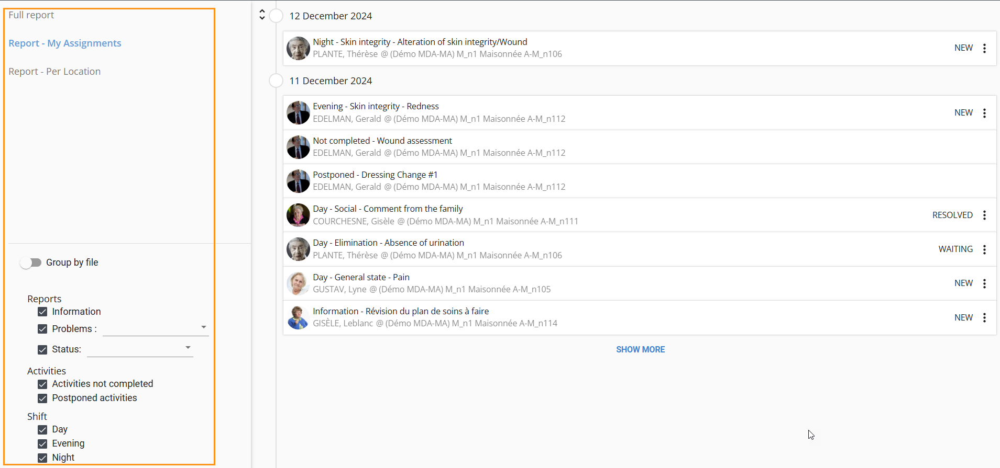 Full report
Report - My Assignments
Report - Per Location
Group by file
Reports
Information
Problems :
Status:
Activities
Activities not completed
Postponed activities
Shift
Day
Evening
Night
12 December 2024
Night - Skin integrity - Alteration of skin integrity/Wound
PLANTE, Thérèse @ (Démo MDA-MA) M_n1 Maisonnée A-M_n106
NEW
11 December 2024
Evening - Skin integrity - Redness
EDELMAN, Gerald @ (Démo MDA-MA) M_n1 Maisonnée A-M_n112
NEW
Not completed - Wound assessment
EDELMAN, Gerald @ (Démo MDA-MA) M_n1 Maisonnée A-M_n112
Postponed - Dressing Change #1
EDELMAN, Gerald @ (Démo MDA-MA) M_n1 Maisonnée A-M_n112
Day - Social - Comment from the family
COURCHESNE, Gisèle @ (Démo MDA-MA) M_n1 Maisonnée A-M_n111
RESOLVED
Day - Elimination - Absence of urination
PLANTE, Thérèse @ (Démo MDA-MA) M_n1 Maisonnée A-M_n106
WAITING
Day - General state - Pain
GUSTAV, Lyne @ (Démo MDA-MA) M_n1 Maisonnée A-M_n105
NEW
Information - Révision du plan de soins à faire
GISÈLE, Leblanc @ (Démo MDA-MA) M_n1 Maisonnée A-M_n114
NEW
SHOW MORE